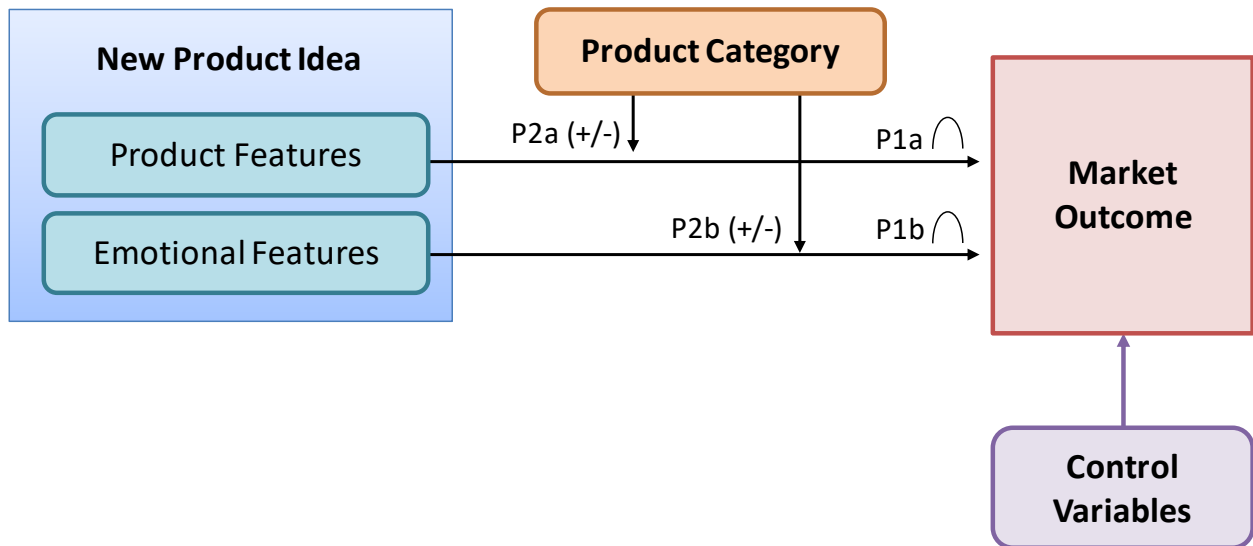 New Product Idea
Product Category
Product Features
P2a (+/-)
P1a
Market
Outcome
Emotional Features
P2b (+/-)
P1b
Control
Variables